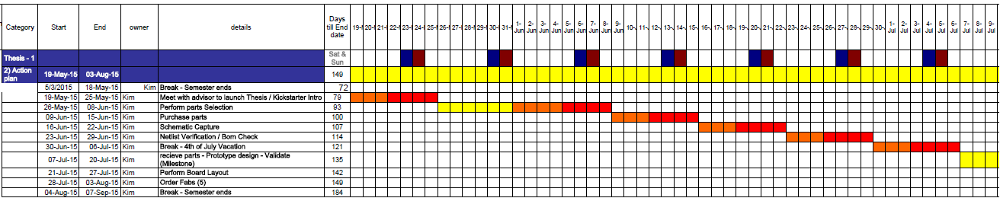 Category Start End owner details Days till End date 19- 20- 21- 22- 23- 24- 25- 26- 27- 28- 29- 30- 31- 1-Jun 2-Jun 3-Jun 4-Jun 5-Jun 6-Jun 7-Jun 8-Jun 9-Jun 10- 11- 12- 13- 14- 15- 16- 17- 18- 19- 20- 21- 22- 23- 24- 25- 26- 27- 28- 29- 30- 1-Jul 2-Jul 3-Jul 4-Jul 5-Jul 6-Jul 7-Jul 8-Jul 9-Jul
Thesis - 1 Sat & Sun
2) Action plan 19-May-15 03-Aug-15 149
5/3/2015 18-May-15 Kim Break - Semester ends 72
19-May-15 25-May-15 Kim Meet with advisor to launch Thesis / Kickstarter Intro 79
26-May-15 08-Jun-15 Kim Perform parts Selection 93
09-Jun-15 15-Jun-15 Kim Purchase parts 100
16-Jun-15 22-Jun-15 Kim Schematic Capture 107
23-Jun-15 29-Jun-15 Kim Netlist Verification / Bom Check 114
30-Jun-15 06-Jul-15 Kim Break - 4th of July Vacation 121
07-Jul-15 20-Jul-15 Kim recieve parts - Prototype design - Validate (Milestone) 135
21-Jul-15 27-Jul-15 Kim Perform Board Layout 142
28-Jul-15 03-Aug-15 Kim Order Fabs (5) 149
04-Aug-15 07-Sep-15 Kim Break - Semester ends 184